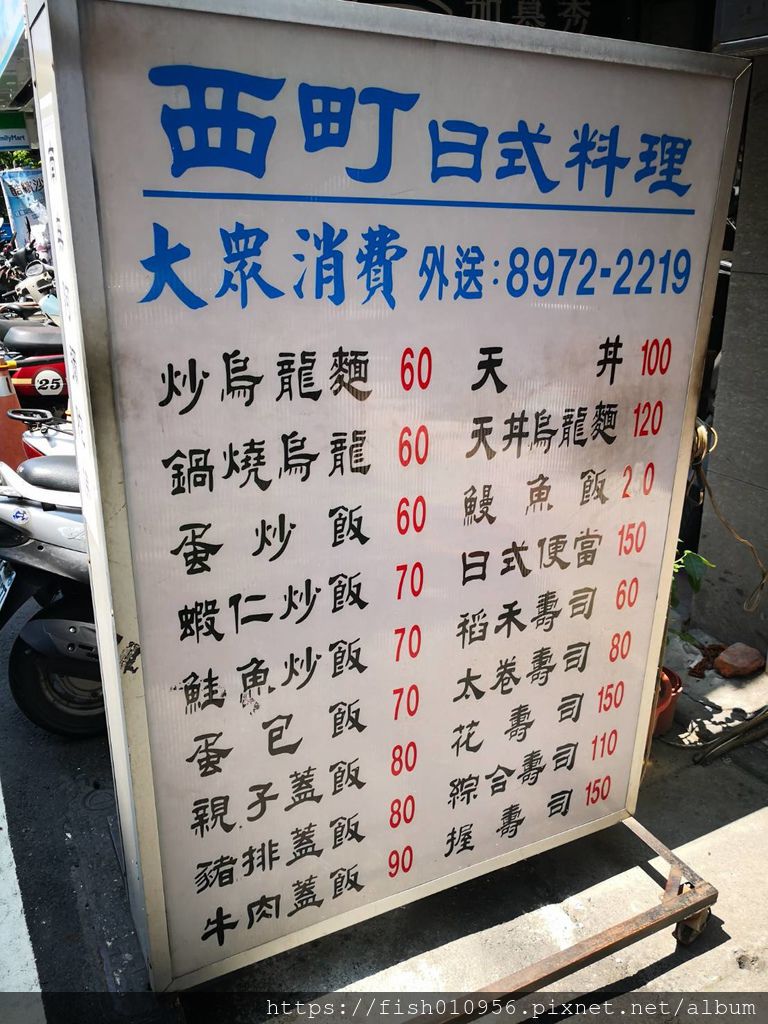 西町日式料理
大眾消費 外送：8972-2219
炒烏龍麵 60
鍋燒烏龍 60
蛋炒飯 60
蝦仁炒飯 70
鮭魚炒飯 70
蛋包飯 70
親子蓋飯 80
豬排蓋飯 80
牛肉蓋飯 90
天丼 100
天丼烏龍麵 120
鰻魚飯 2 0
日式便當 150
稻禾壽司 60
太卷壽司 80
花壽司 150
綜合壽司 110
握壽司 150
FamilyMart
25
https://fish010956.pixnet.net/album